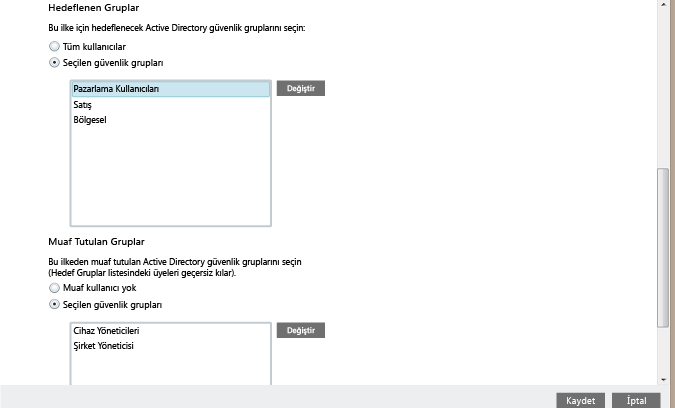 Hedeflenen Gruplar
Bu ilke için hedeflenecek Active Directory güvenlik gruplarını seçin:
Tüm kullanıcılar
Seçilen güvenlik grupları
Pazarlama Kullanıcıları
Değiştir
Satış
Bölgesel
Muaf Tutulan Gruplar
Bu ilkeden muaf tutulan Active Directory güvenlik gruplarını seçin
(Hedef Gruplar listesindeki üyeleri geçersiz kılar).
Muaf kullanıcı yok
Seçilen güvenlik grupları
Cihaz Yöneticileri
Değiştir
Şirket Yöneticisi
Kaydet
İptal